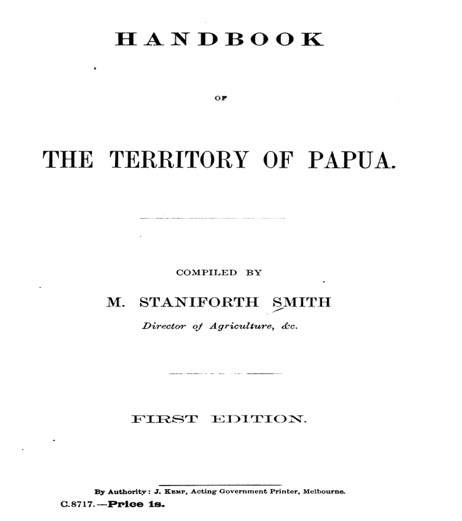 HANDBOOK
OF
THE TERRITORY OF PAPUA.
COMPILED BY
M. STANIFORTH SMITH
Director of Agriculture, &c.
FIRST EDITION.
By Authority: J. Kemp, Acting Government Printer, Melbourne.
C.8717.—Price 1s.